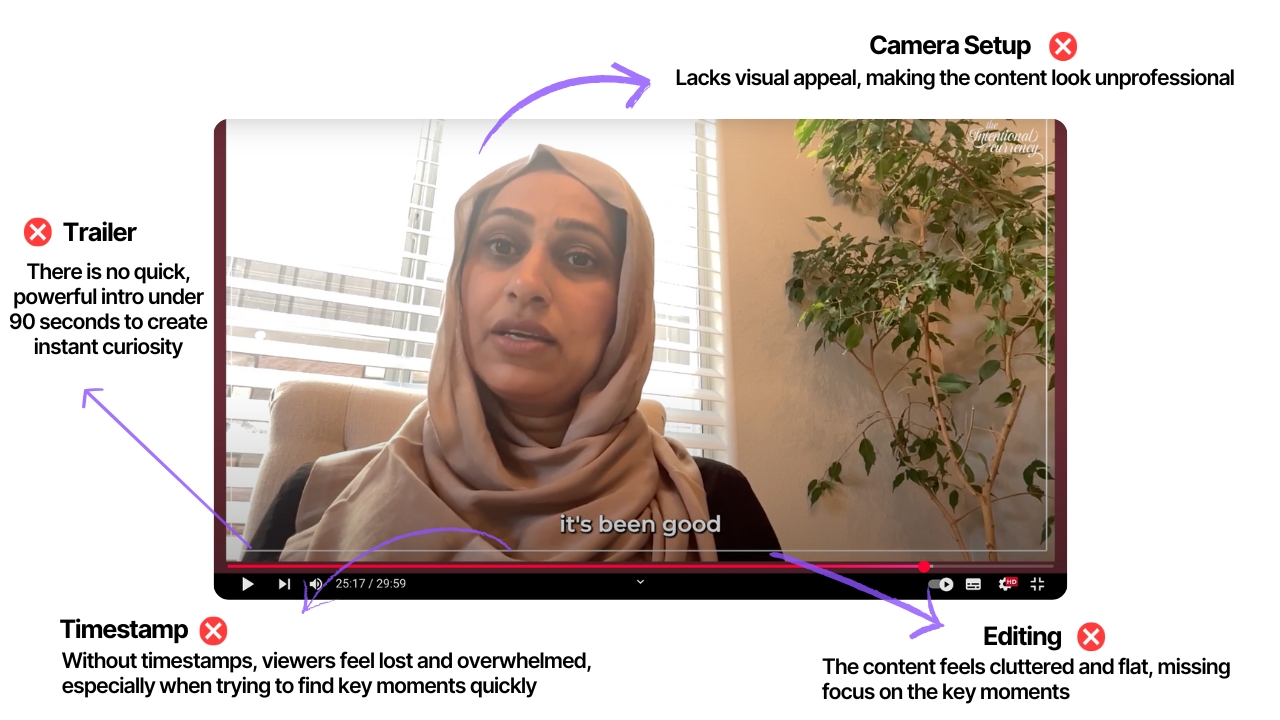 Camera Setup
Lacks visual appeal, making the content look unprofessional
the
Intentional
currency
Trailer
There is no quick,
powerful intro under
90 seconds to create
instant curiosity
it's been good
25:17 / 29:59
HD
Timestamp
Without timestamps, viewers feel lost and overwhelmed,
especially when trying to find key moments quickly
Editing
The content feels cluttered and flat, missing
focus on the key moments